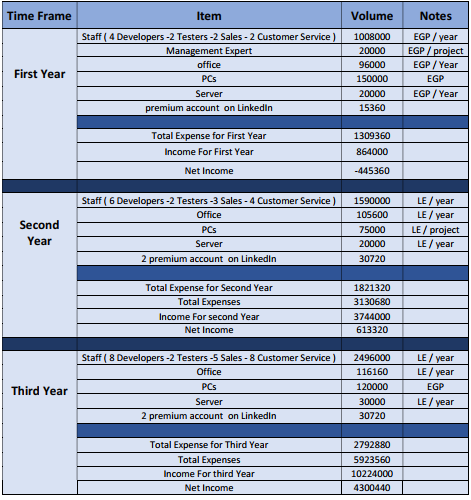 Time Frame Item Volume Notes
First Year
Staff ( 4 Developers -2 Testers -2 Sales - 2 Customer Service ) 1008000 EGP / year
Management Expert 20000 EGP / project
office 96000 EGP / Year
PCs 150000 EGP
Server 20000 EGP / Year
premium account on LinkedIn 15360
Total Expense for First Year 1309360
Income For First Year 864000
Net Income -445360
Second Year
Staff ( 6 Developers -2 Testers -3 Sales - 4 Customer Service ) 1590000 LE / year
Office 105600 LE / year
PCs 75000 LE / project
Server 20000 LE / year
2 premium account on LinkedIn 30720
Total Expense for Second Year 1821320
Total Expenses 3130680
Income For second Year 3744000
Net Income 613320
Third Year
Staff ( 8 Developers -2 Testers -5 Sales - 8 Customer Service ) 2496000 LE / year
Office 116160 LE / year
PCs 120000 EGP
Server 30000 LE / year
2 premium account on LinkedIn 30720
Total Expense for Third Year 2792880
Total Expenses 5923560
Income For third Year 10224000
Net Income 4300440